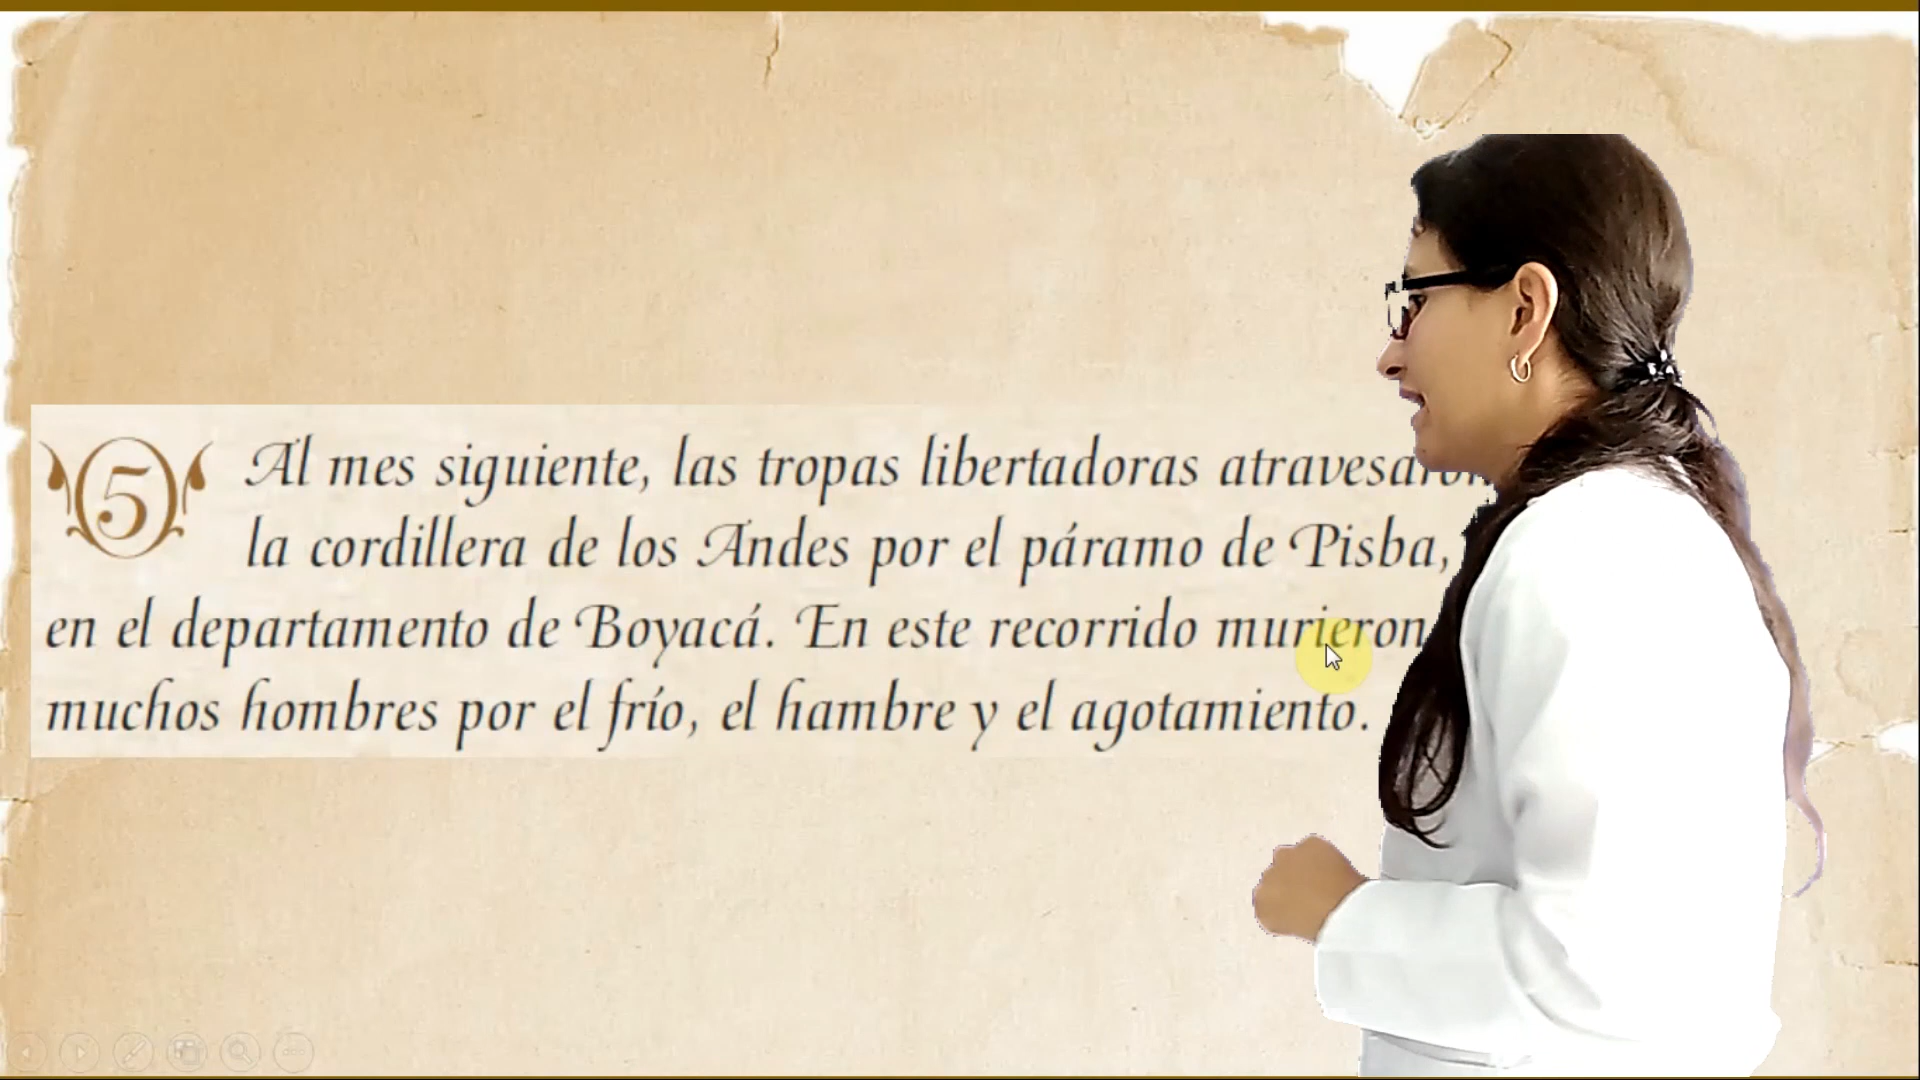 5
Al mes siguiente, las tropas libertadoras atravesaron
la cordillera de los Andes por el páramo de Pisba,
en el departamento de Boyacá. En este recorrido murieron
muchos hombres por el frío, el hambre y el agotamiento.